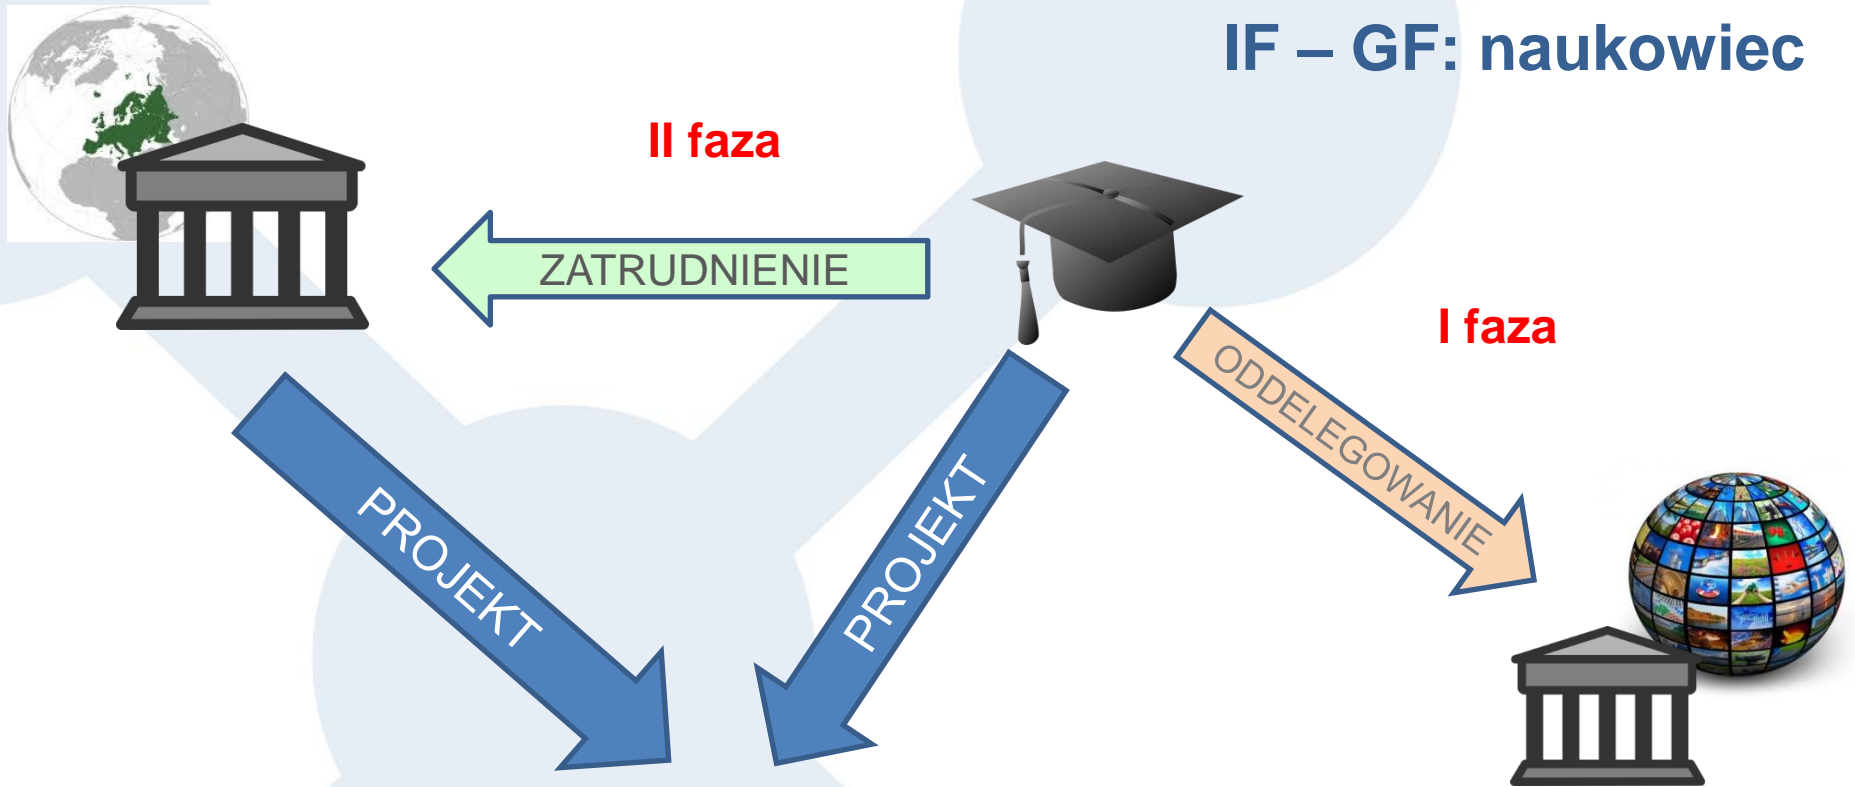 IF – GF: naukowiec
II faza
ZATRUDNIENIE
I faza
ODDELEGOWANIE
PROJEKT
PROJEKT